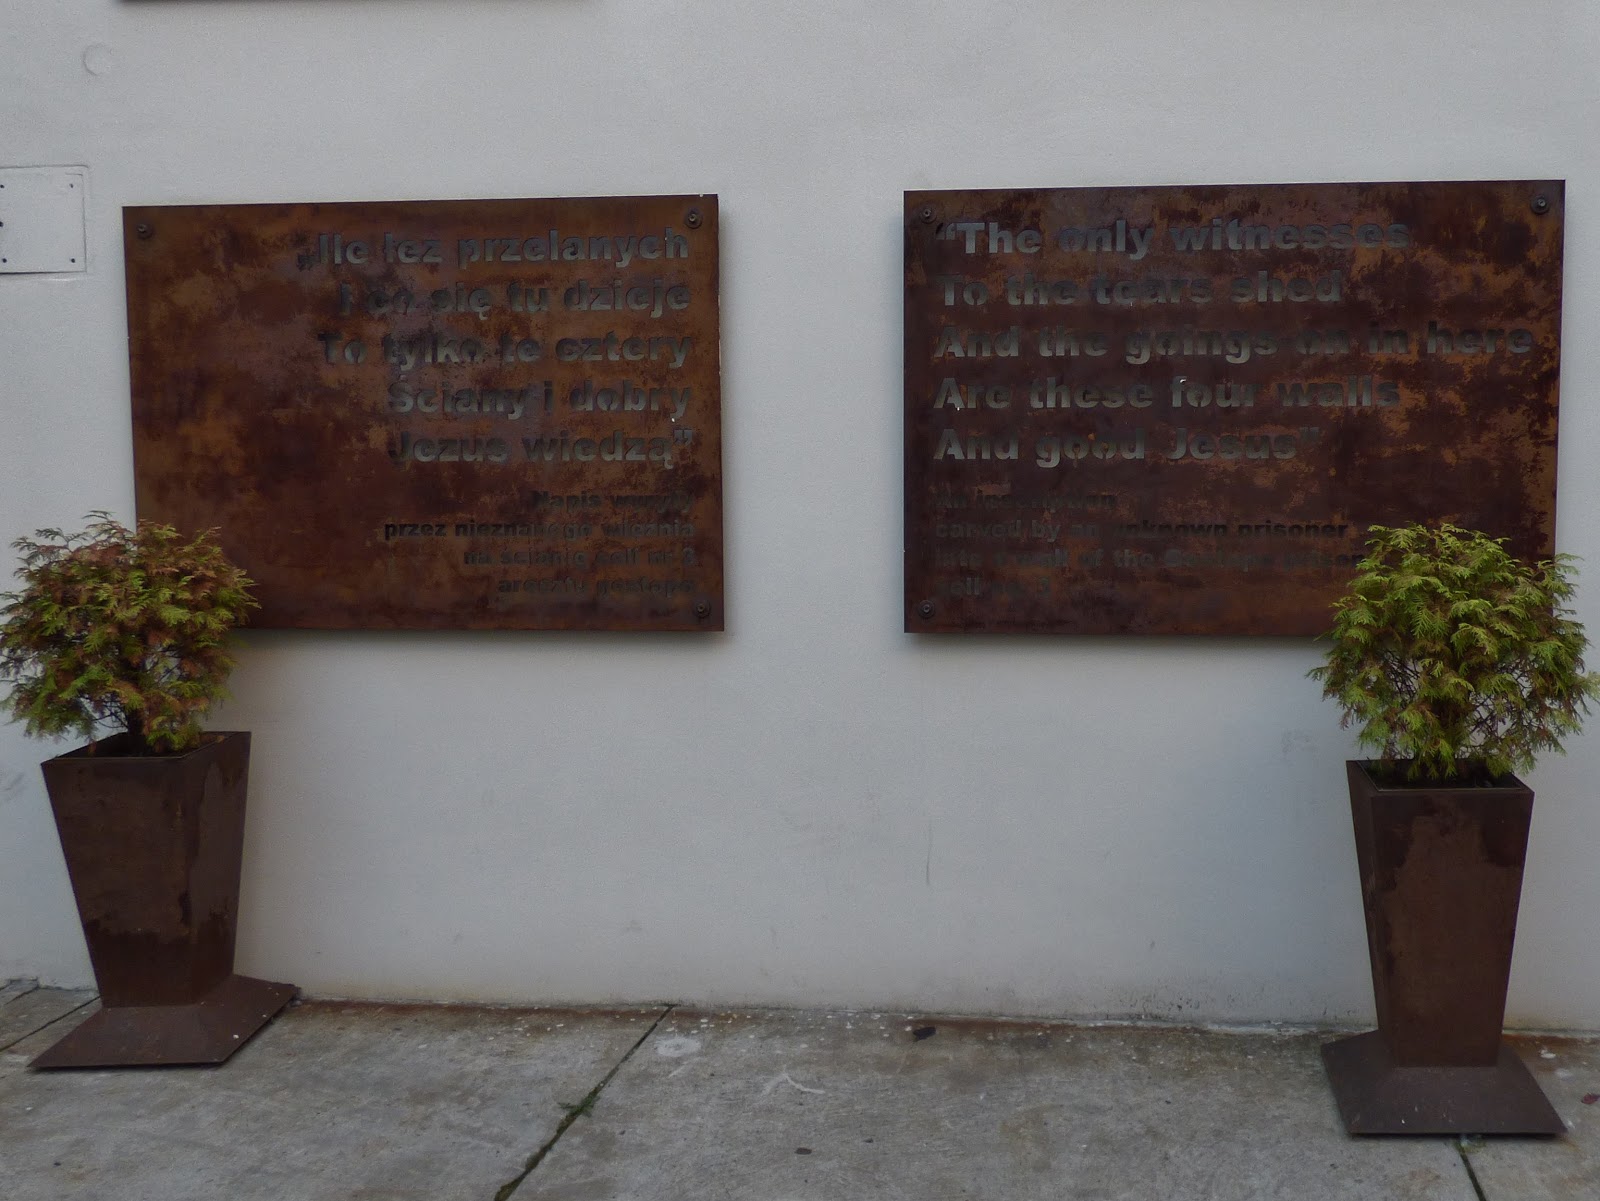 „Ile łez przelanych
I co się tu dzieje
To tylko te cztery
Ściany i dobry
Jezus wiedzą”
Napis wyryty
przez nieznanego więźnia
na ścianie celi nr 3
aresztu gestapo
“The only witnesses
To the tears shed
And the goings on in here
Are these four walls
And good Jesus”
An inscription
carved by an unknown prisoner
into a wall of the Gestapo prison
cell no. 3